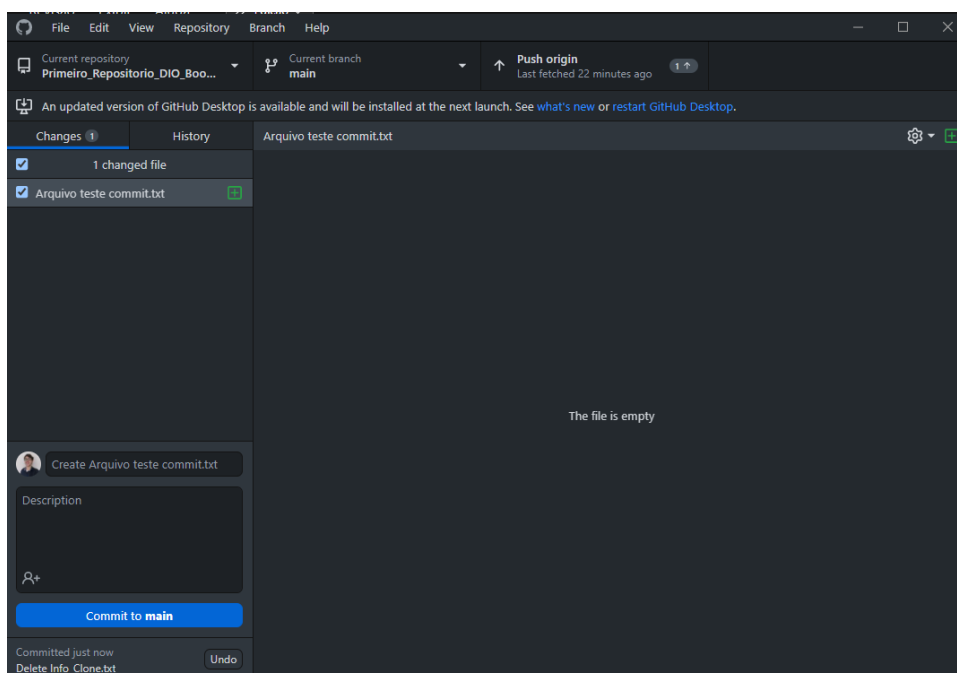 File Edit View Repository Branch Help
Current repository
Primeiro_Repositorio_DIO_Boo...
Current branch
main
Push origin
Last fetched 22 minutes ago
1
An updated version of GitHub Desktop is available and will be installed at the next launch. See what's new or restart GitHub Desktop.
Changes 1 History
Arquivo teste commit.txt
1 changed file
Arquivo teste commit.txt
The file is empty
Create Arquivo teste commit.txt
Description
Commit to main
Committed just now
Delete Info_Clone.txt
Undo